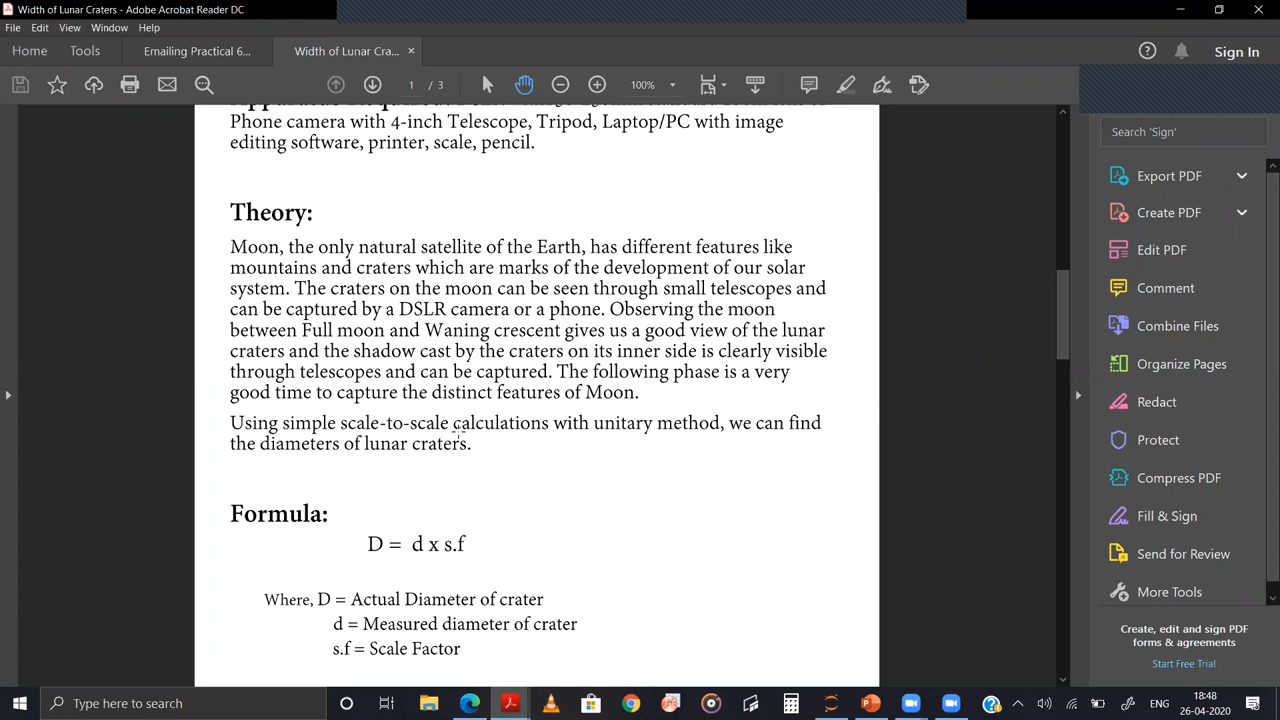 Width of Lunar Craters - Adobe Acrobat Reader DC
File Edit View Window Help
Home Tools Emailing Practical 6... Width of Lunar Cra... × Sign In
1 / 3 100%
Phone camera with 4-inch Telescope, Tripod, Laptop/PC with image
editing software, printer, scale, pencil.
Theory:
Moon, the only natural satellite of the Earth, has different features like
mountains and craters which are marks of the development of our solar
system. The craters on the moon can be seen through small telescopes and
can be captured by a DSLR camera or a phone. Observing the moon
between Full moon and Waning crescent gives us a good view of the lunar
craters and the shadow cast by the craters on its inner side is clearly visible
through telescopes and can be captured. The following phase is a very
good time to capture the distinct features of Moon.
Using simple scale-to-scale calculations with unitary method, we can find
the diameters of lunar craters.
Formula:
D = d x s.f
Where, D = Actual Diameter of crater
d = Measured diameter of crater
s.f = Scale Factor
Search 'Sign'
Export PDF
Create PDF
Edit PDF
Comment
Combine Files
Organize Pages
Redact
Protect
Compress PDF
Fill & Sign
Send for Review
More Tools
Create, edit and sign PDF
forms & agreements
Start Free Trial
Type here to search
ENG
18:48
26-04-2020